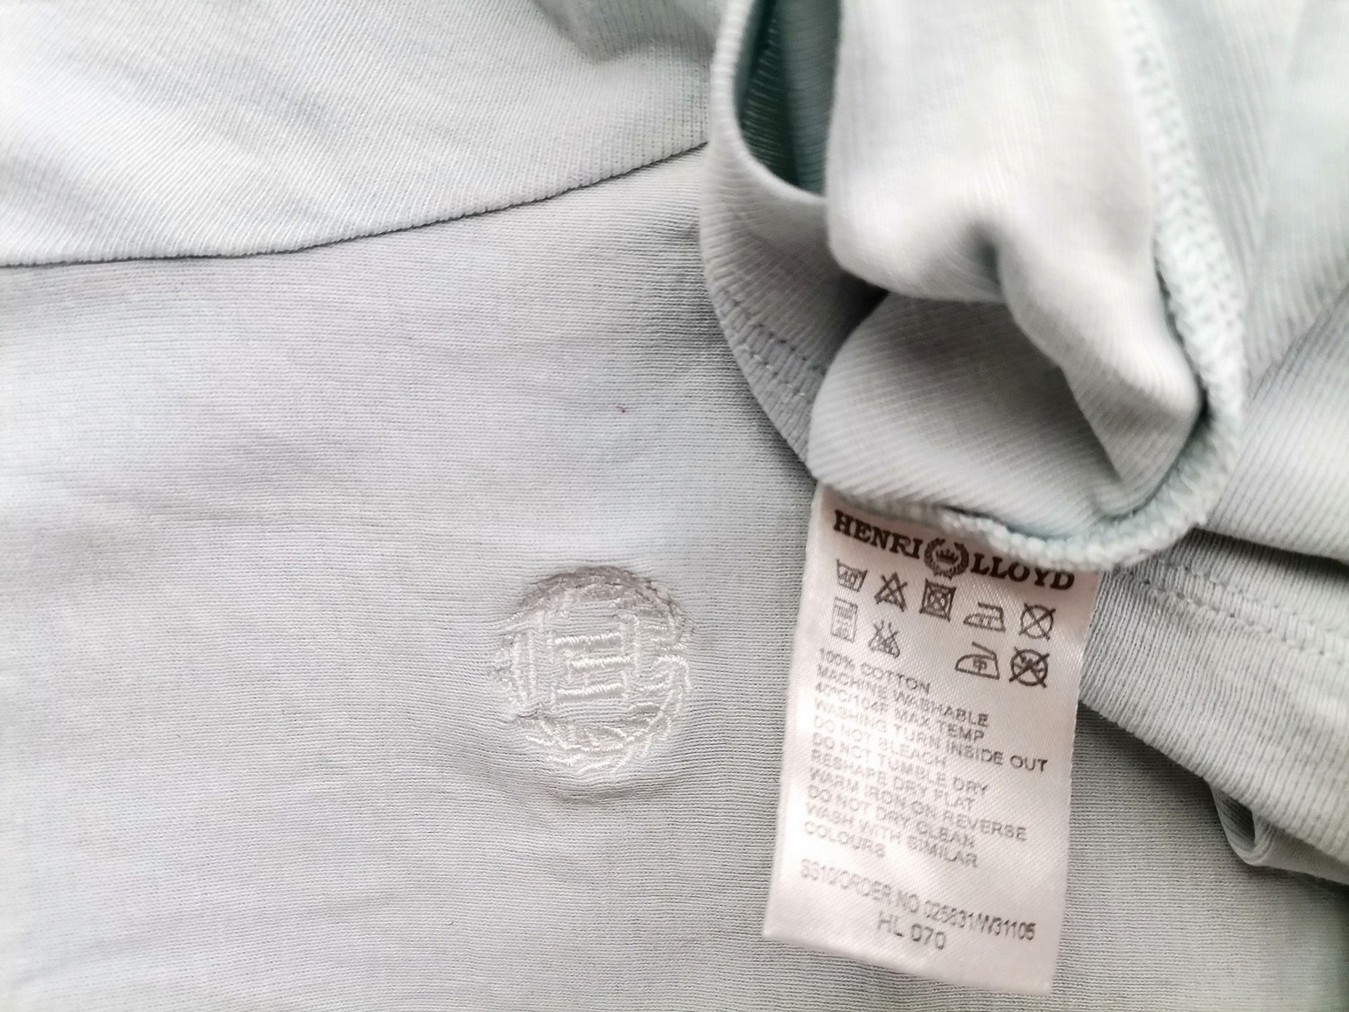 HENRI LLOYD
40
100% COTTON
MACHINE WASHABLE
40°C/104F MAX TEMP
WASHING TURN INSIDE OUT
DO NOT BLEACH
DO NOT TUMBLE DRY
RESHAPE DRY FLAT
WARM IRON ON REVERSE
DO NOT DRY CLEAN
WASH WITH SIMILAR
COLOURS
SS10/ORDER NO 025531/W31105
HL 070